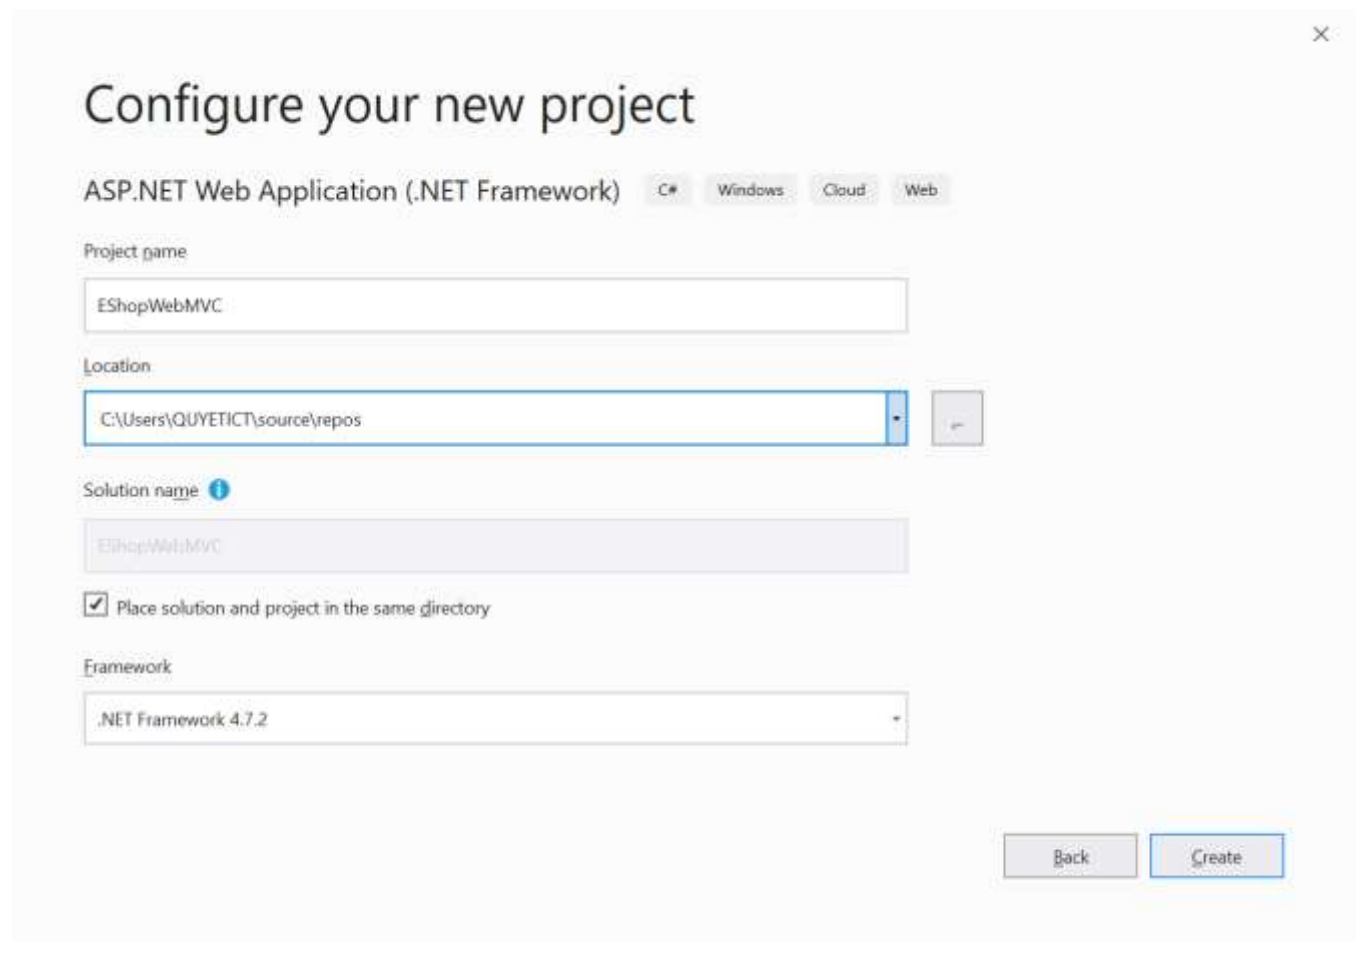 Configure your new project
ASP.NET Web Application (.NET Framework) C# Windows Cloud Web
Project name
EShopWebMVC
Location
C:\Users\QUYETICT\source\repos
Solution name
EShopWebMVC
Place solution and project in the same directory
Framework
.NET Framework 4.7.2
Back Create